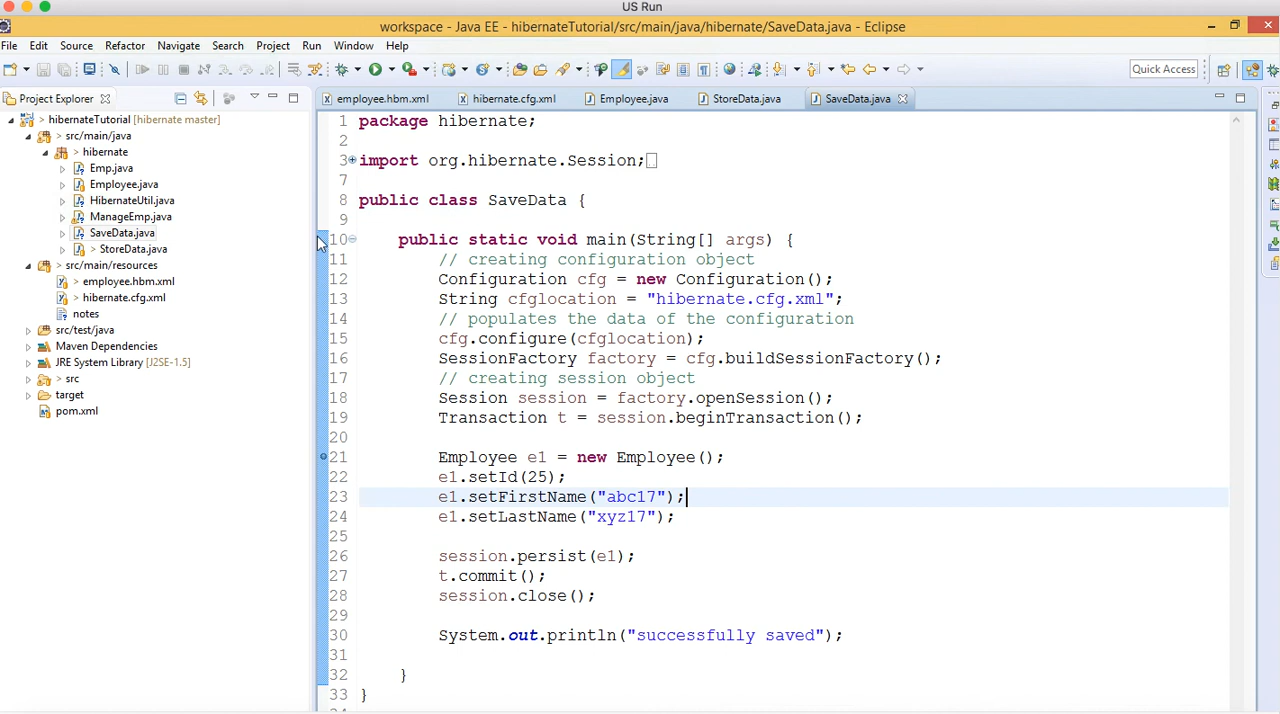 US Run
workspace - Java EE - hibernateTutorial/src/main/java/hibernate/SaveData.java - Eclipse
File Edit Source Refactor Navigate Search Project Run Window Help
Quick Access
Project Explorer
employee.hbm.xml hibernate.cfg.xml Employee.java StoreData.java SaveData.java
hibernateTutorial [hibernate master]
> src/main/java
> hibernate
Emp.java
Employee.java
HibernateUtil.java
ManageEmp.java
SaveData.java
> StoreData.java
> src/main/resources
> employee.hbm.xml
> hibernate.cfg.xml
notes
src/test/java
Maven Dependencies
JRE System Library [J2SE-1.5]
> src
target
pom.xml
1 package hibernate;
2
3 import org.hibernate.Session;
7
8 public class SaveData {
9
10 public static void main(String[] args) {
11 // creating configuration object
12 Configuration cfg = new Configuration();
13 String cfglocation = "hibernate.cfg.xml";
14 // populates the data of the configuration
15 cfg.configure(cfglocation);
16 SessionFactory factory = cfg.buildSessionFactory();
17 // creating session object
18 Session session = factory.openSession();
19 Transaction t = session.beginTransaction();
20
21 Employee e1 = new Employee();
22 e1.setId(25);
23 e1.setFirstName("abc17");
24 e1.setLastName("xyz17");
25
26 session.persist(e1);
27 t.commit();
28 session.close();
29
30 System.out.println("successfully saved");
31
32 }
33 }
34